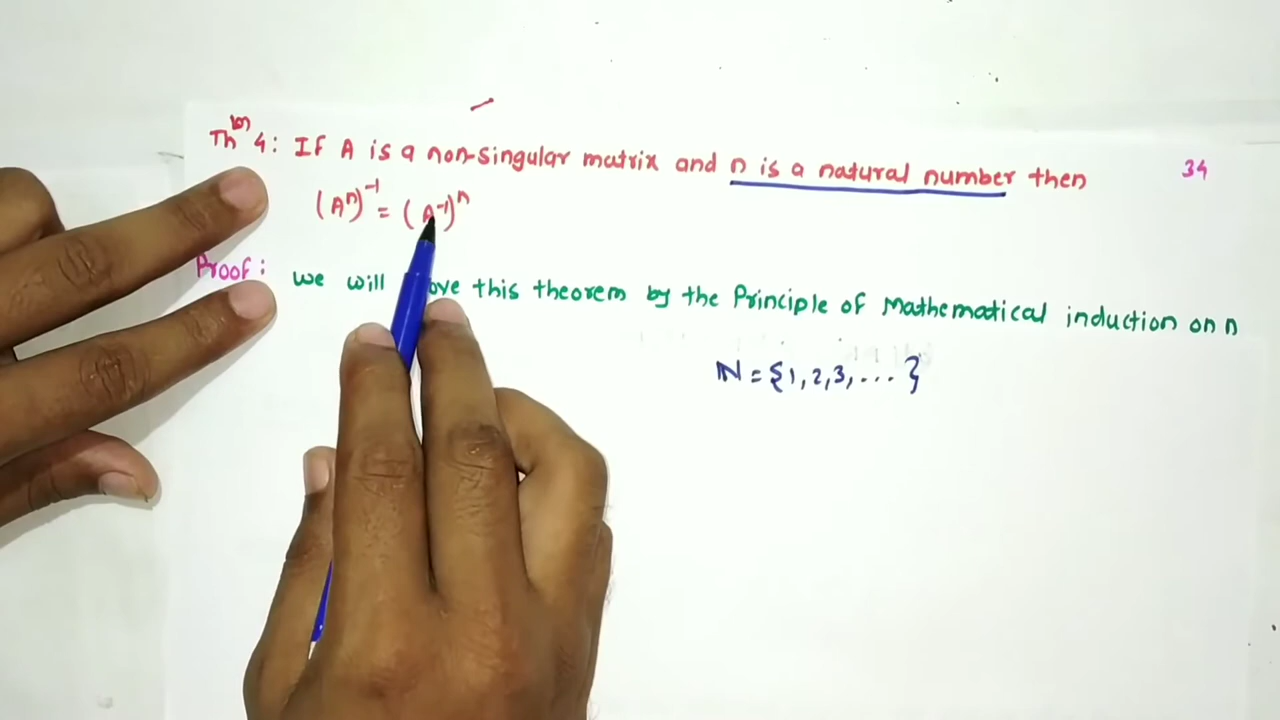 Thm 4: If A is a non-singular matrix and n is a natural number then
34
(Aⁿ)⁻¹ = (A⁻¹)ⁿ
Proof: we will this theorem by the Principle of Mathematical induction on n
ℕ = {1, 2, 3, ... }